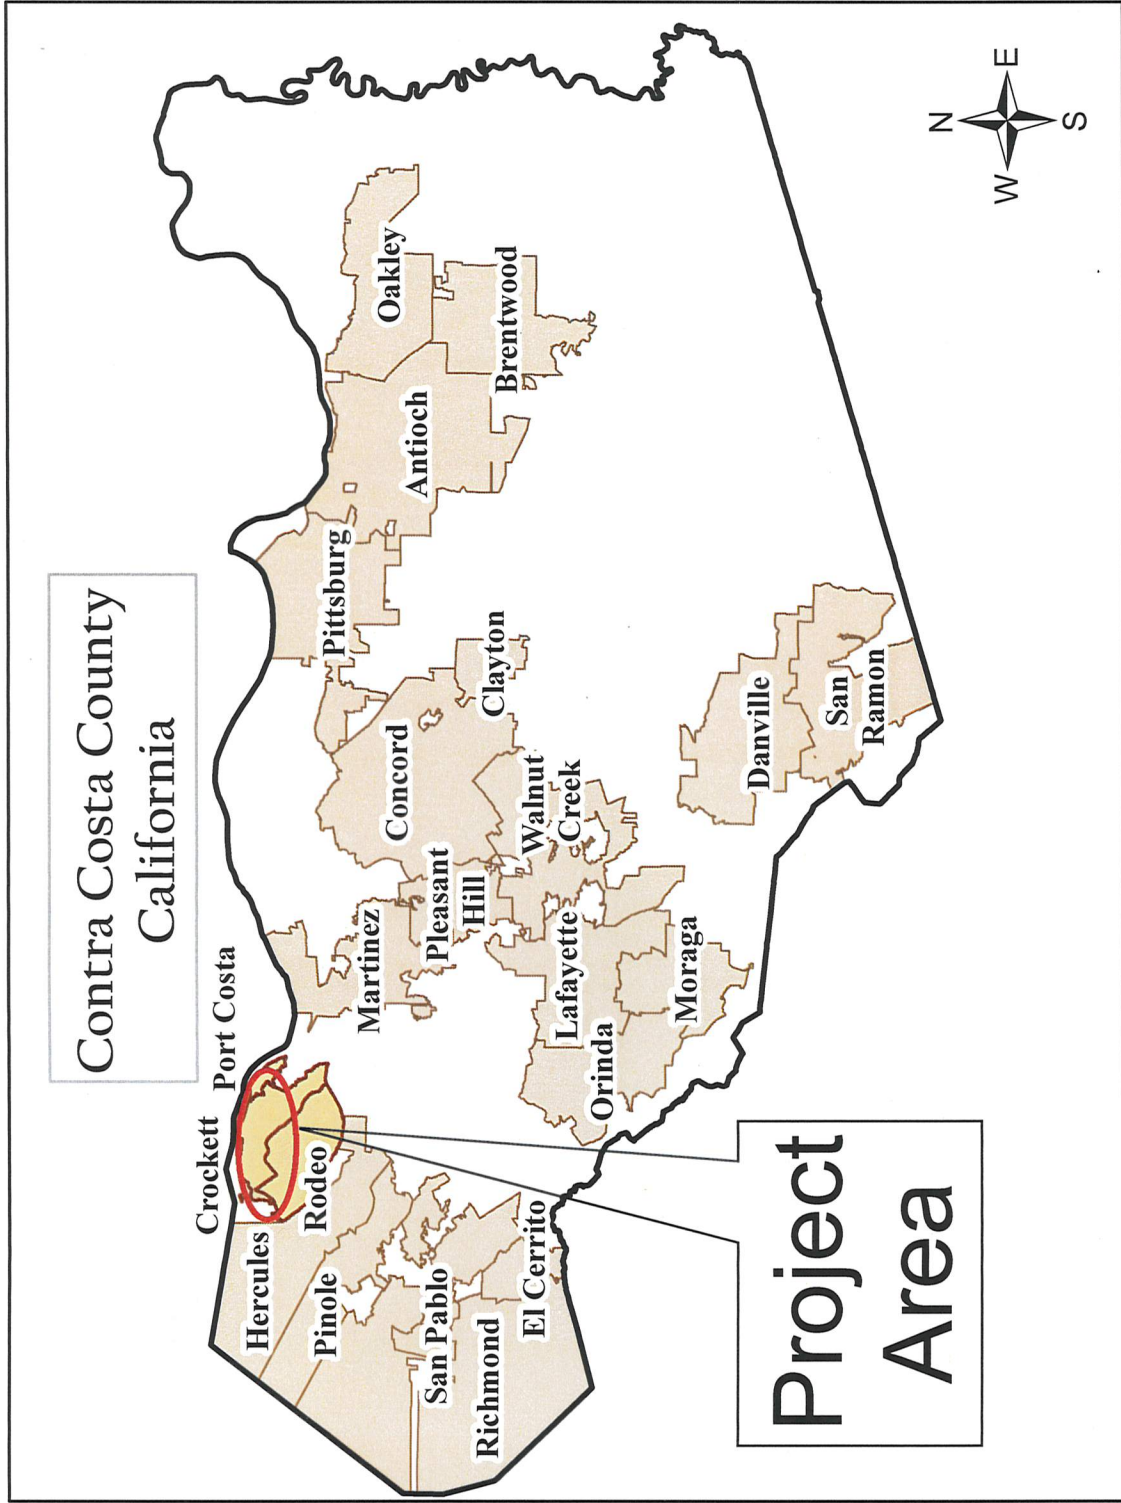 Contra Costa County
California
Crockett
Port Costa
Hercules
Rodeo
Pinole
San Pablo
Richmond
El Cerrito
Martinez
Pleasant
Hill
Concord
Clayton
Walnut
Creek
Lafayette
Orinda
Moraga
Pittsburg
Antioch
Oakley
Brentwood
Danville
San
Ramon
Project
Area
N
W
E
S